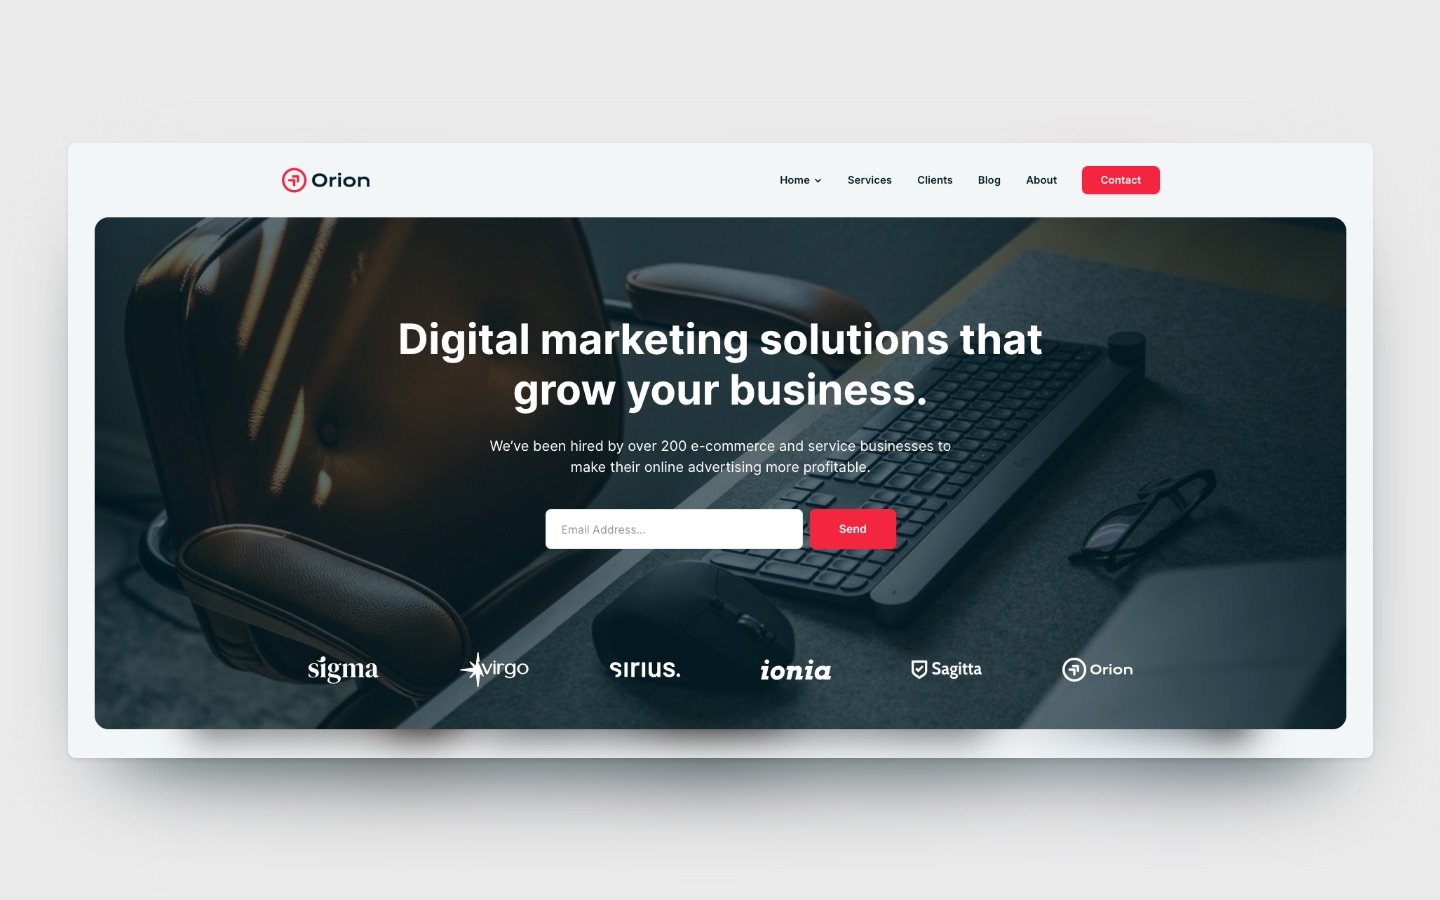 Orion
Home
Services
Clients
Blog
About
Contact
Digital marketing solutions that
grow your business.
We’ve been hired by over 200 e-commerce and service businesses to
make their online advertising more profitable.
Email Address...
Send
sigma
virgo
sirius.
ionia
Sagitta
Orion